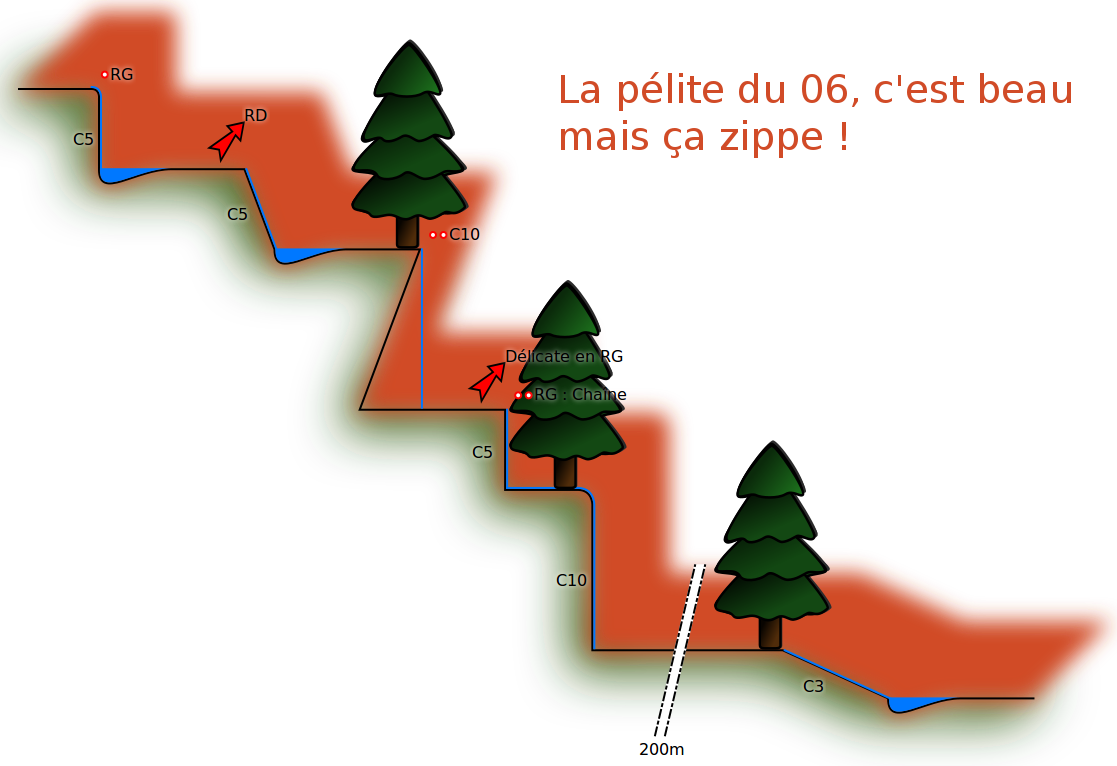 La pélite du 06, c'est beau
mais ça zippe !
RG
RD
C5
C5
C10
Délicate en RG
RG : Chaine
C5
C10
C3
200m